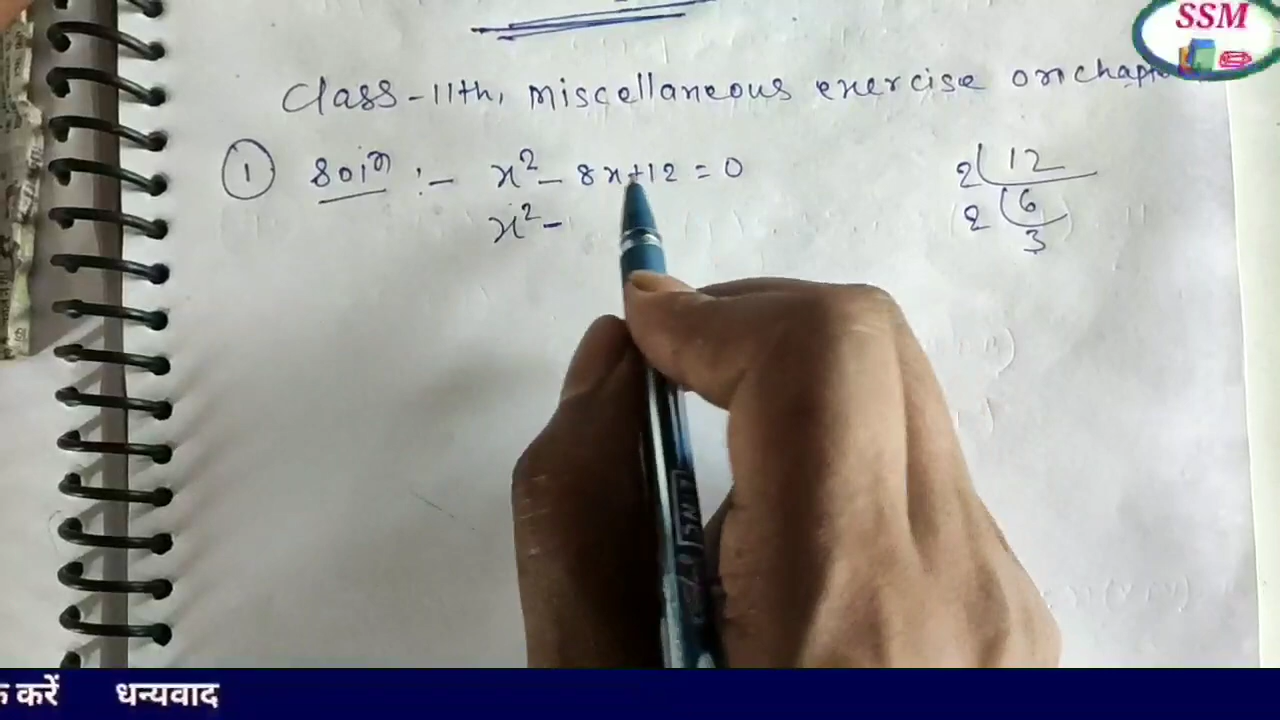 SSM
Class-11th, miscellaneous exercise on chapte
① Solⁿ :- x² - 8x+12 = 0
x² -
2 12
2 6
3
क करें धन्यवाद